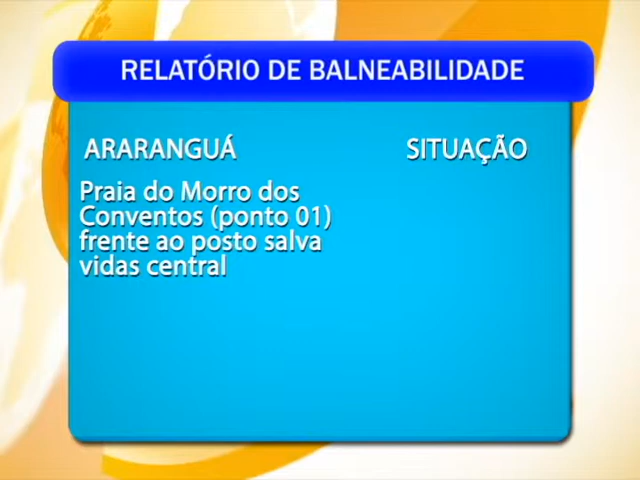 RELATÓRIO DE BALNEABILIDADE
ARARANGUÁ SITUAÇÃO
Praia do Morro dos
Conventos (ponto 01)
frente ao posto salva
vidas central